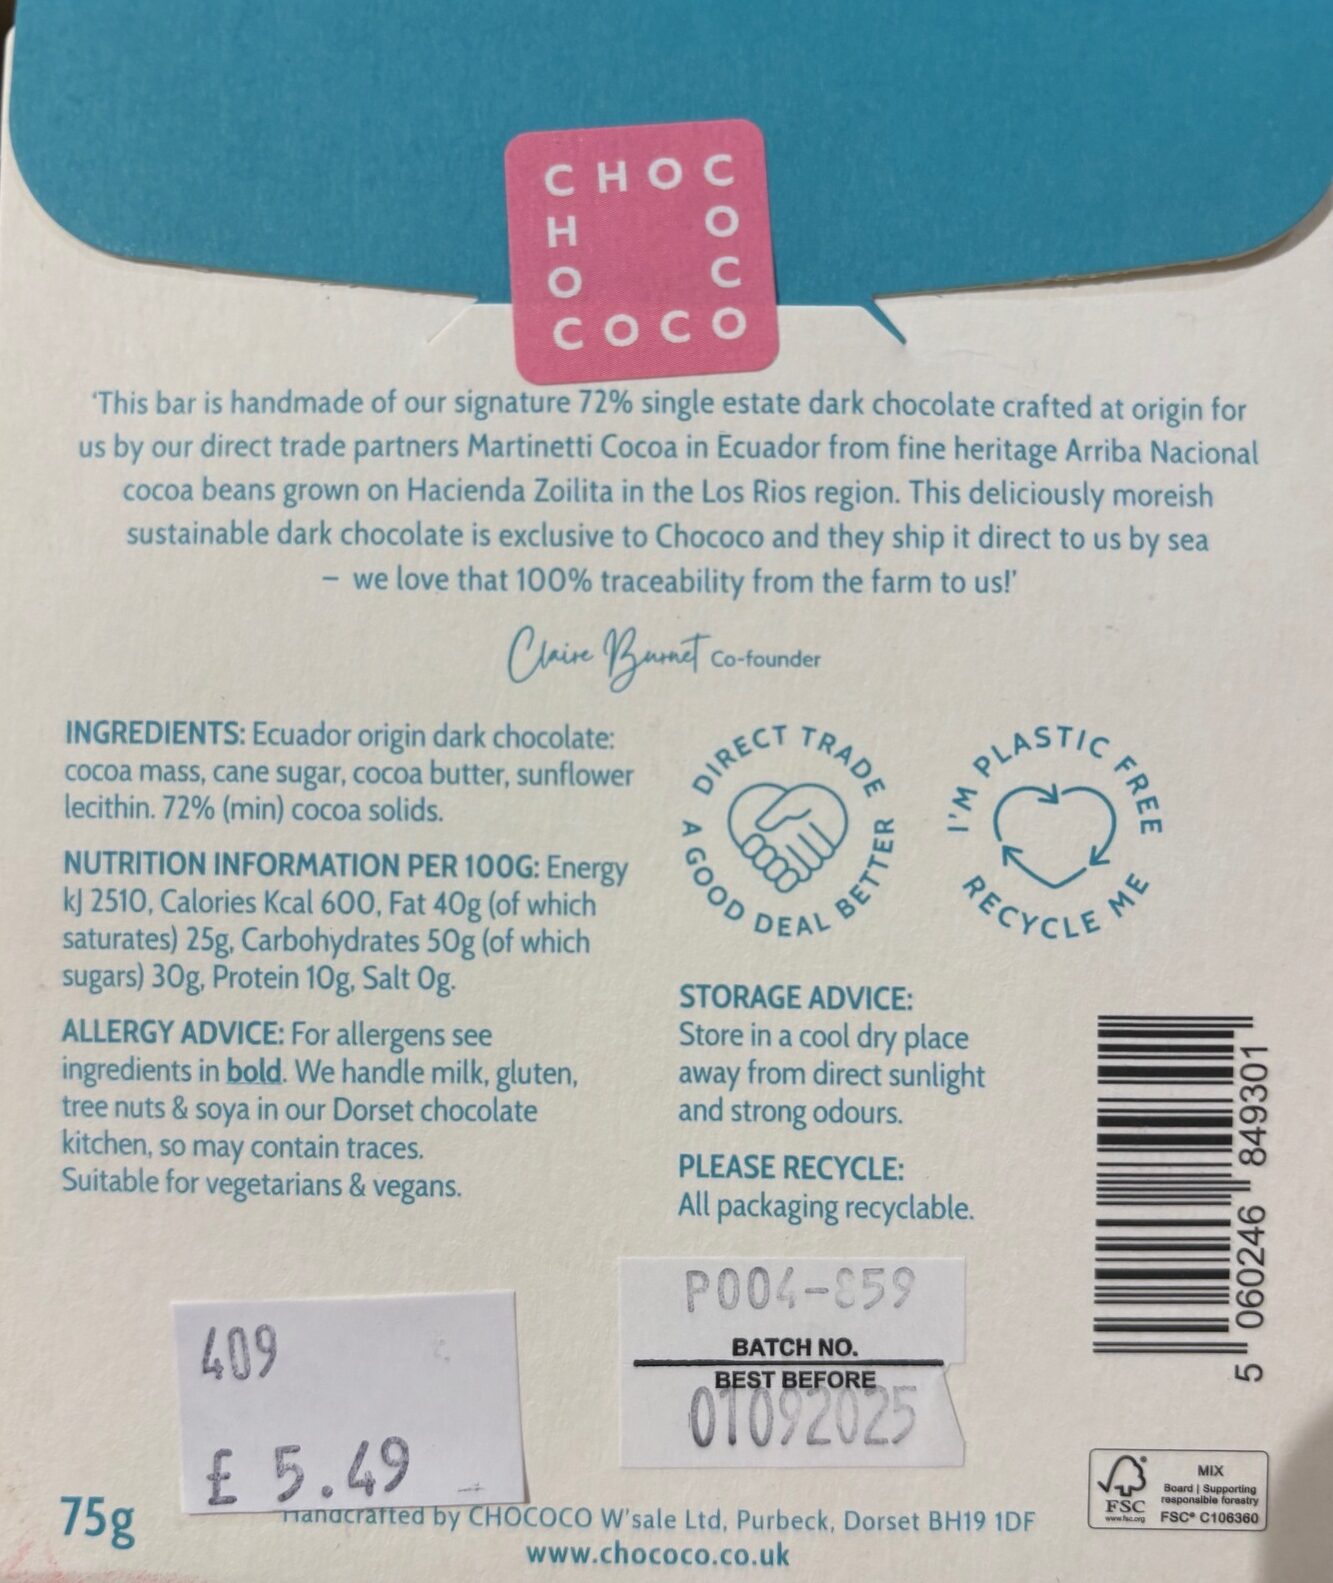 CHOC
H O
O C
COCO
'This bar is handmade of our signature 72% single estate dark chocolate crafted at origin for
us by our direct trade partners Martinetti Cocoa in Ecuador from fine heritage Arriba Nacional
cocoa beans grown on Hacienda Zoilita in the Los Rios region. This deliciously moreish
sustainable dark chocolate is exclusive to Chococo and they ship it direct to us by sea
– we love that 100% traceability from the farm to us!'
Claire Burnet Co-founder
INGREDIENTS: Ecuador origin dark chocolate:
cocoa mass, cane sugar, cocoa butter, sunflower
lecithin. 72% (min) cocoa solids.
NUTRITION INFORMATION PER 100G: Energy
kJ 2510, Calories Kcal 600, Fat 40g (of which
saturates) 25g, Carbohydrates 50g (of which
sugars) 30g, Protein 10g, Salt 0g.
ALLERGY ADVICE: For allergens see
ingredients in bold. We handle milk, gluten,
tree nuts & soya in our Dorset chocolate
kitchen, so may contain traces.
Suitable for vegetarians & vegans.
DIRECT TRADE
A GOOD DEAL BETTER
I'M PLASTIC FREE
RECYCLE ME
STORAGE ADVICE:
Store in a cool dry place
away from direct sunlight
and strong odours.
PLEASE RECYCLE:
All packaging recyclable.
5 060246 849301
P004-859
BATCH NO.
BEST BEFORE
01092025
409
£ 5.49
75g
Handcrafted by CHOCOCO W'sale Ltd, Purbeck, Dorset BH19 1DF
www.chococo.co.uk
FSC
www.fsc.org
MIX
Board | Supporting
responsible forestry
FSC® C106360